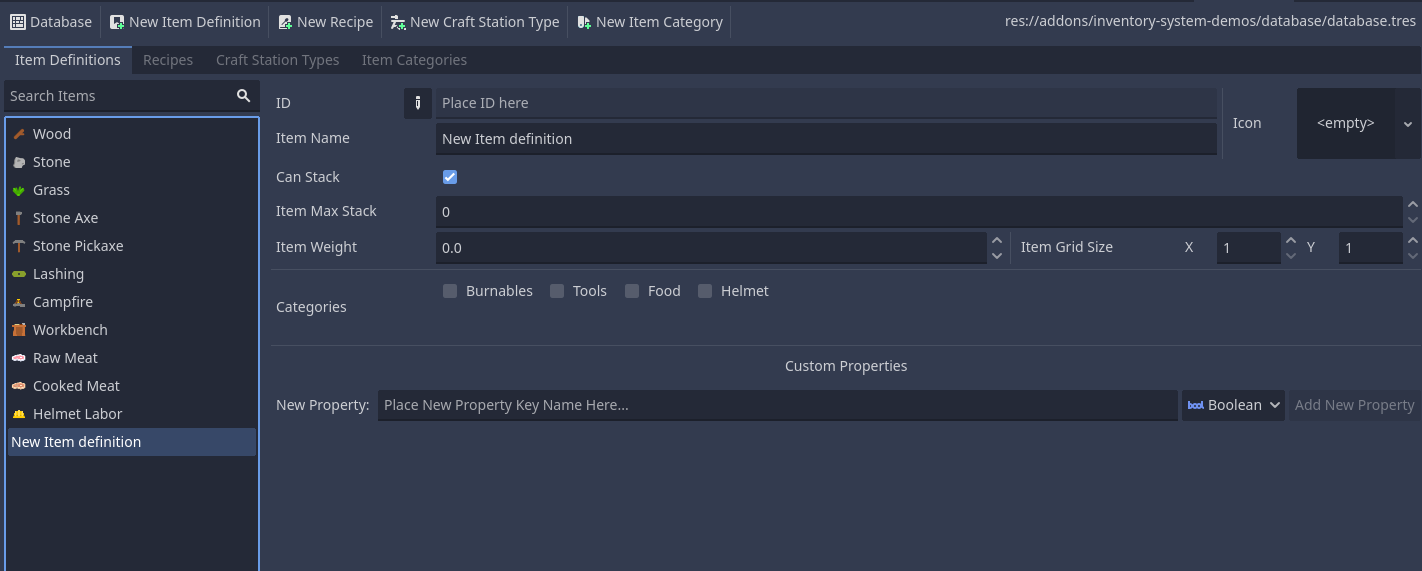 Database New Item Definition New Recipe New Craft Station Type New Item Category res://addons/inventory-system-demos/database/database.tres
Item Definitions Recipes Craft Station Types Item Categories
Search Items
Wood
Stone
Grass
Stone Axe
Stone Pickaxe
Lashing
Campfire
Workbench
Raw Meat
Cooked Meat
Helmet Labor
New Item definition
ID Place ID here Icon <empty>
Item Name New Item definition
Can Stack
Item Max Stack 0
Item Weight 0.0 Item Grid Size X 1 Y 1
Categories Burnables Tools Food Helmet
Custom Properties
New Property: Place New Property Key Name Here... bool Boolean Add New Property